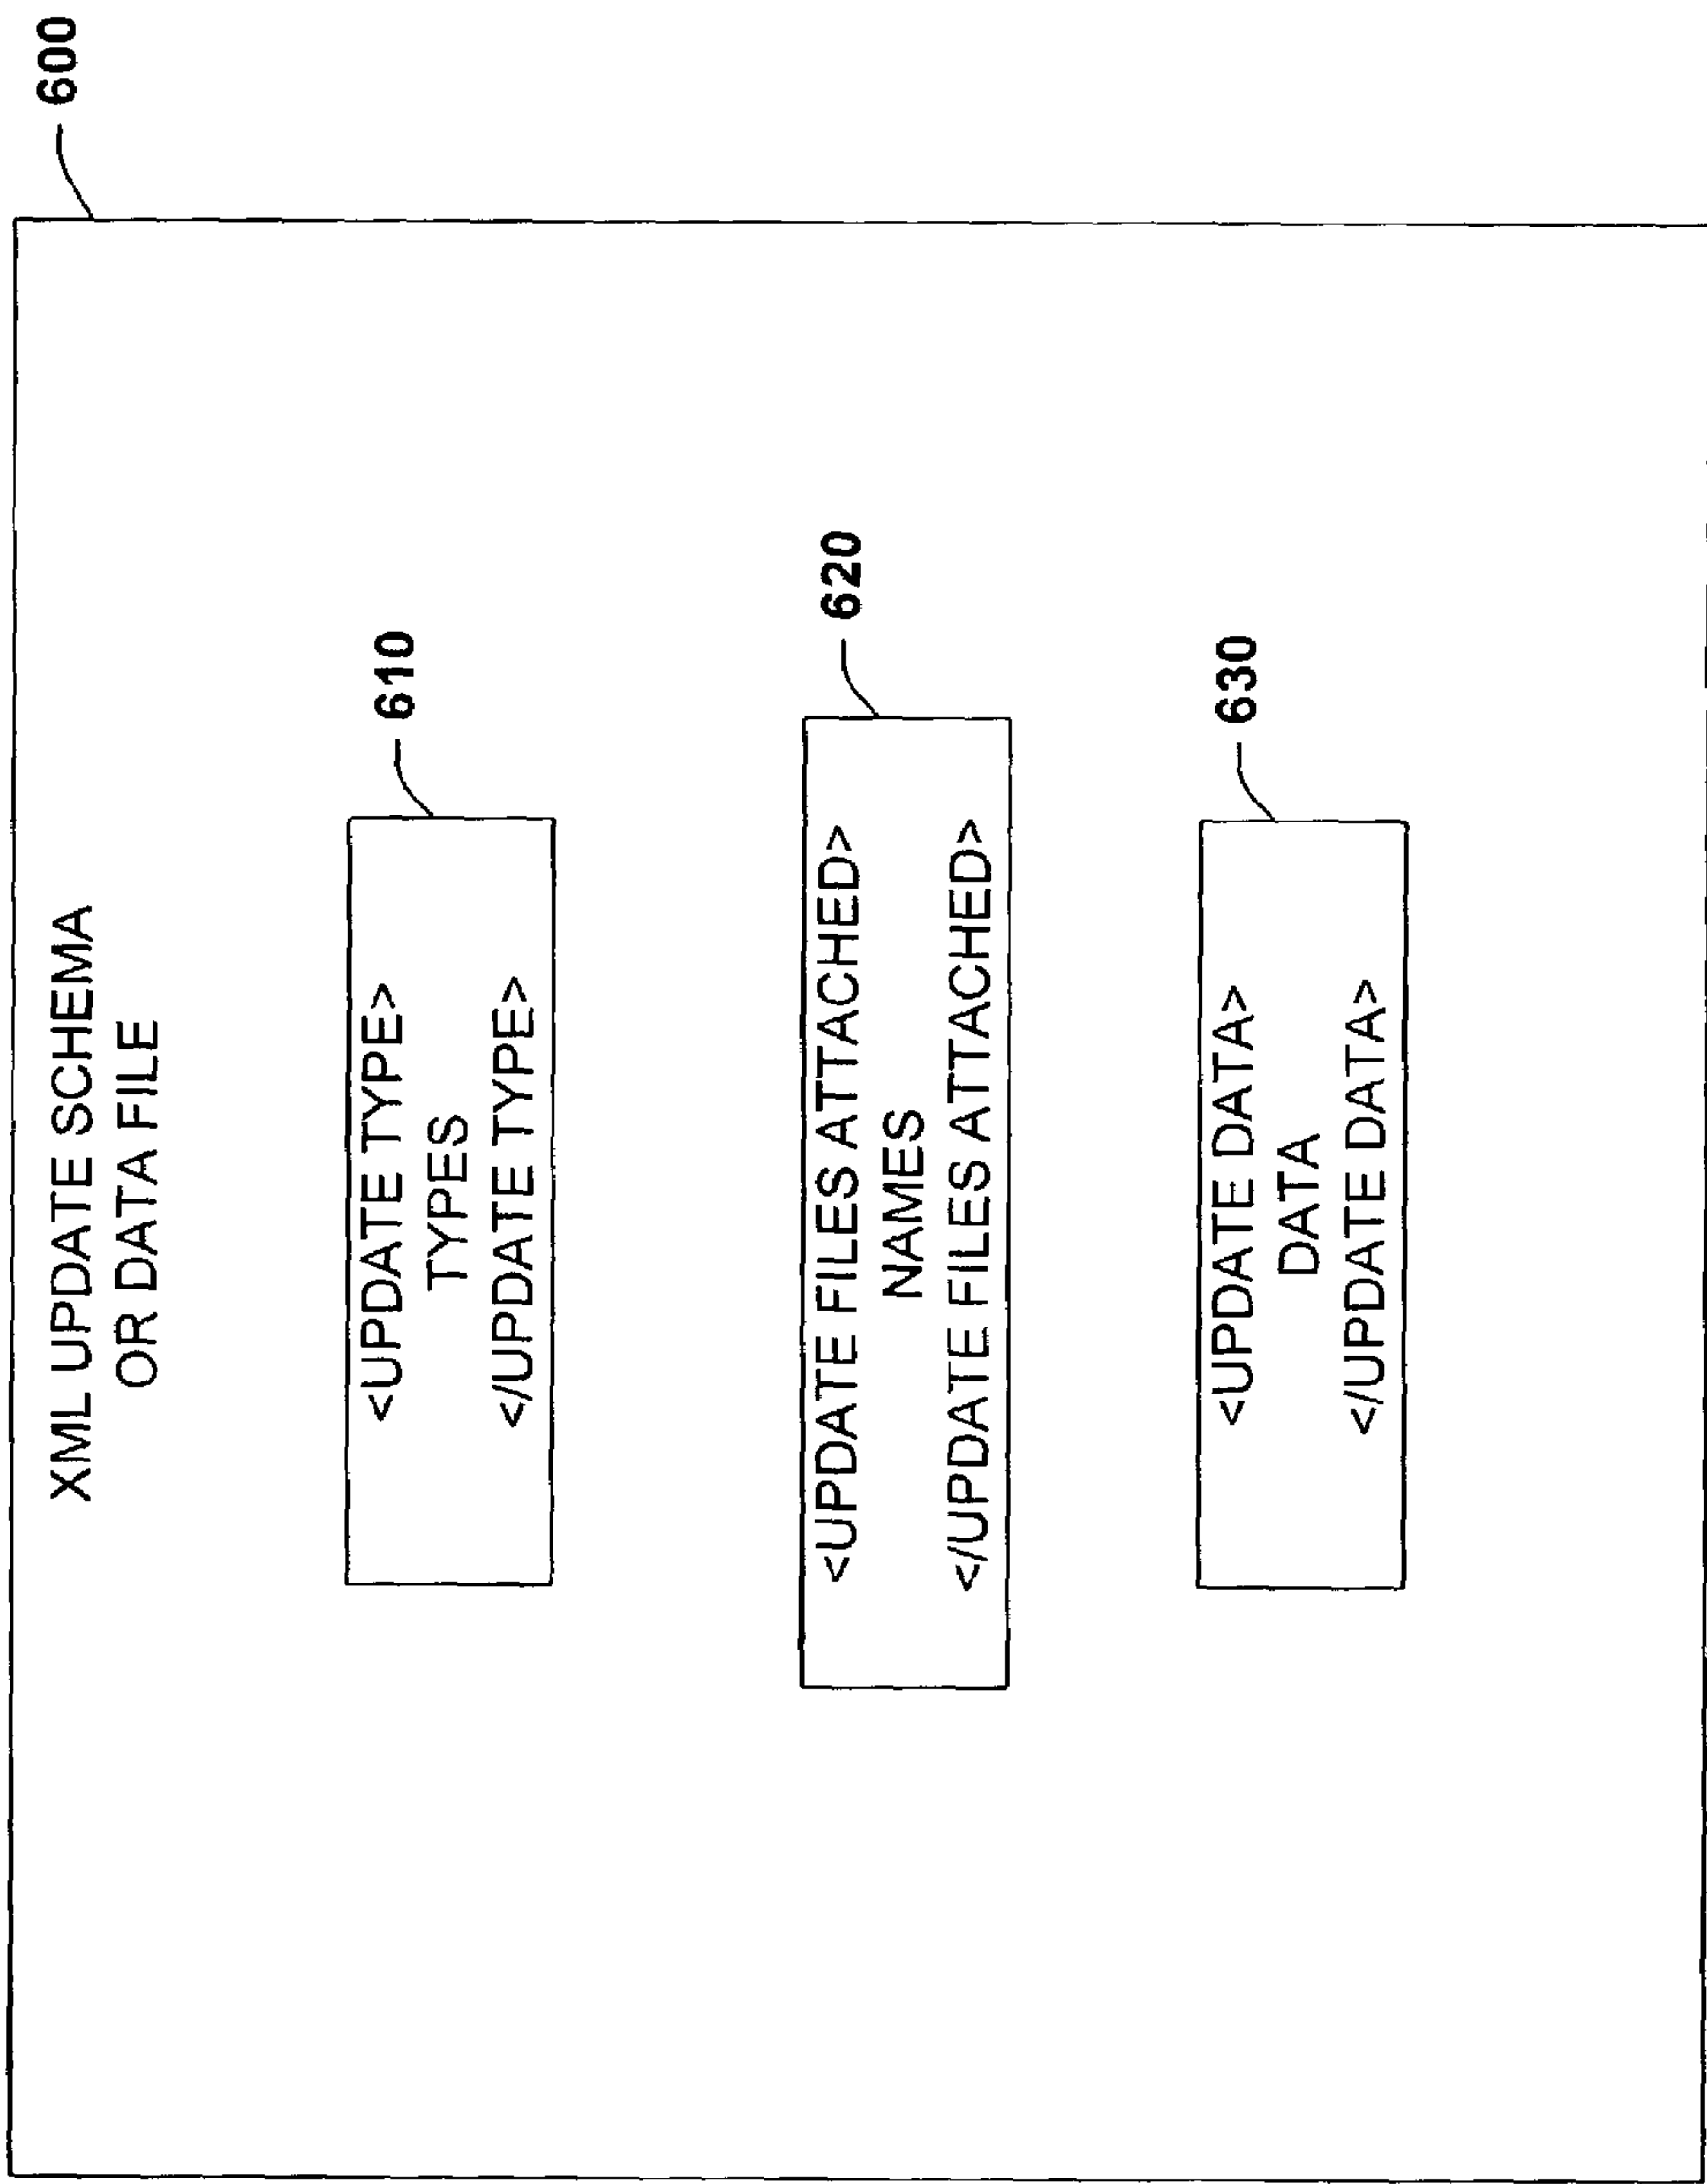 600
XML UPDATE SCHEMA
OR DATA FILE
610
<UPDATE TYPE>
TYPES
</UPDATE TYPE>
620
<UPDATE FILES ATTACHED>
NAMES
</UPDATE FILES ATTACHED>
630
<UPDATE DATA>
DATA
</UPDATE DATA>